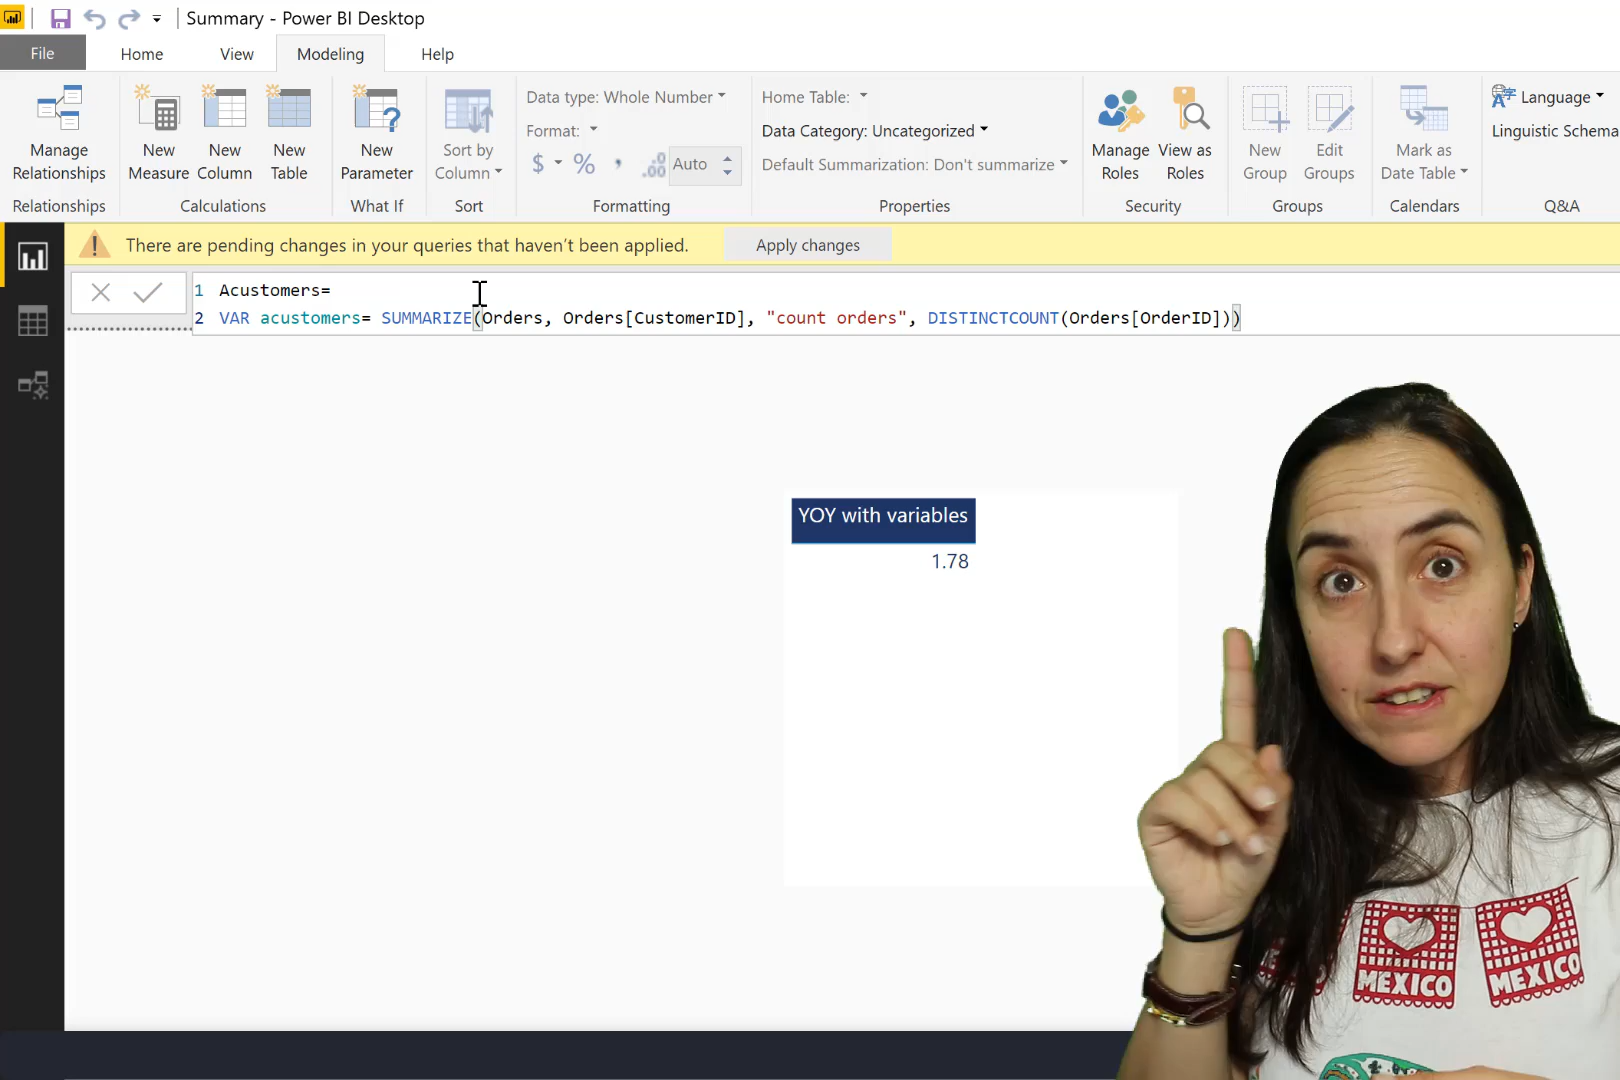 Summary - Power BI Desktop
File Home View Modeling Help
Manage Relationships
New Measure
New Column
New Table
New Parameter
Sort by Column
Data type: Whole Number
Format:
$ % , .00 Auto
Home Table:
Data Category: Uncategorized
Default Summarization: Don't summarize
Manage Roles
View as Roles
New Group
Edit Groups
Mark as Date Table
Language
Linguistic Schema
Relationships Calculations What If Sort Formatting Properties Security Groups Calendars Q&A
There are pending changes in your queries that haven't been applied. Apply changes
1 Acustomers=
2 VAR acustomers= SUMMARIZE(Orders, Orders[CustomerID], "count orders", DISTINCTCOUNT(Orders[OrderID]))
YOY with variables
1.78
MEXICO MEXICO